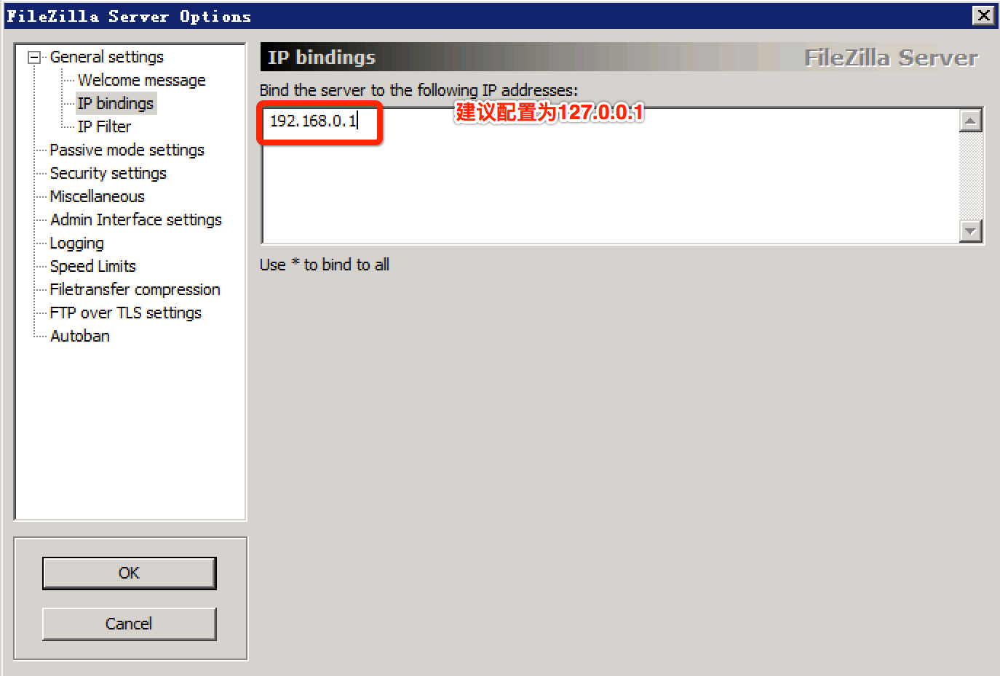 FileZilla Server Options
General settings
Welcome message
IP bindings
IP Filter
Passive mode settings
Security settings
Miscellaneous
Admin Interface settings
Logging
Speed Limits
Filetransfer compression
FTP over TLS settings
Autoban
OK
Cancel
IP bindings
FileZilla Server
Bind the server to the following IP addresses:
建议配置为127.0.0.1
192.168.0.1
Use * to bind to all